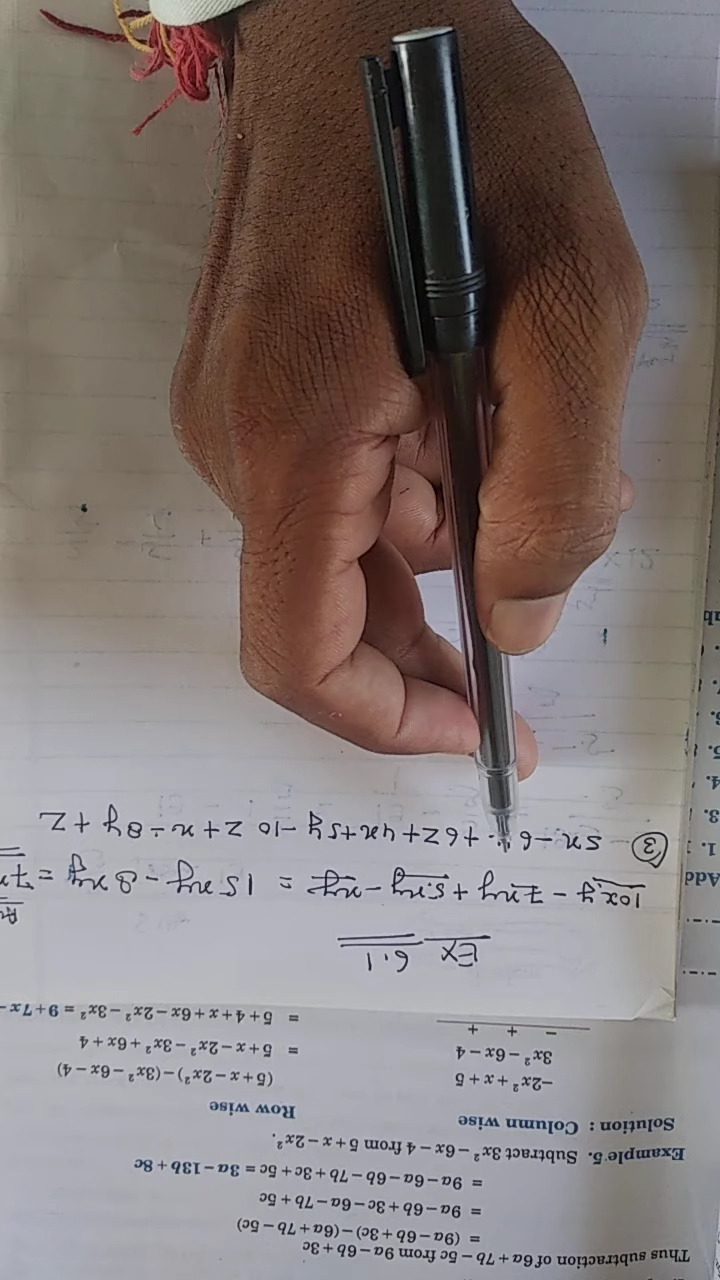 Thus subtraction of 6a + 7b - 5c from 9a - 6b + 3c
= (9a - 6b + 3c) - (6a + 7b - 5c)
= 9a - 6b + 3c - 6a - 7b + 5c
= 9a - 6a - 6b - 7b + 3c + 5c = 3a - 13b + 8c
Example 5. Subtract 3x² - 6x - 4 from 5 + x - 2x².
Solution : Column wise Row wise
-2x² + x + 5 (5 + x - 2x²) - (3x² - 6x - 4)
3x² - 6x - 4 = 5 + x - 2x² - 3x² + 6x + 4
- + + = 5 + 4 + x + 6x - 2x² - 3x² = 9 + 7x -
Ex 6.1
10xy - 7xy + 5xy - xy = 15xy - 8xy = 7x
③ 5x - 6 + 6z + 4x + 5y - 10z + x - 8y + z
Add
1.
3.
4.
5.
6.